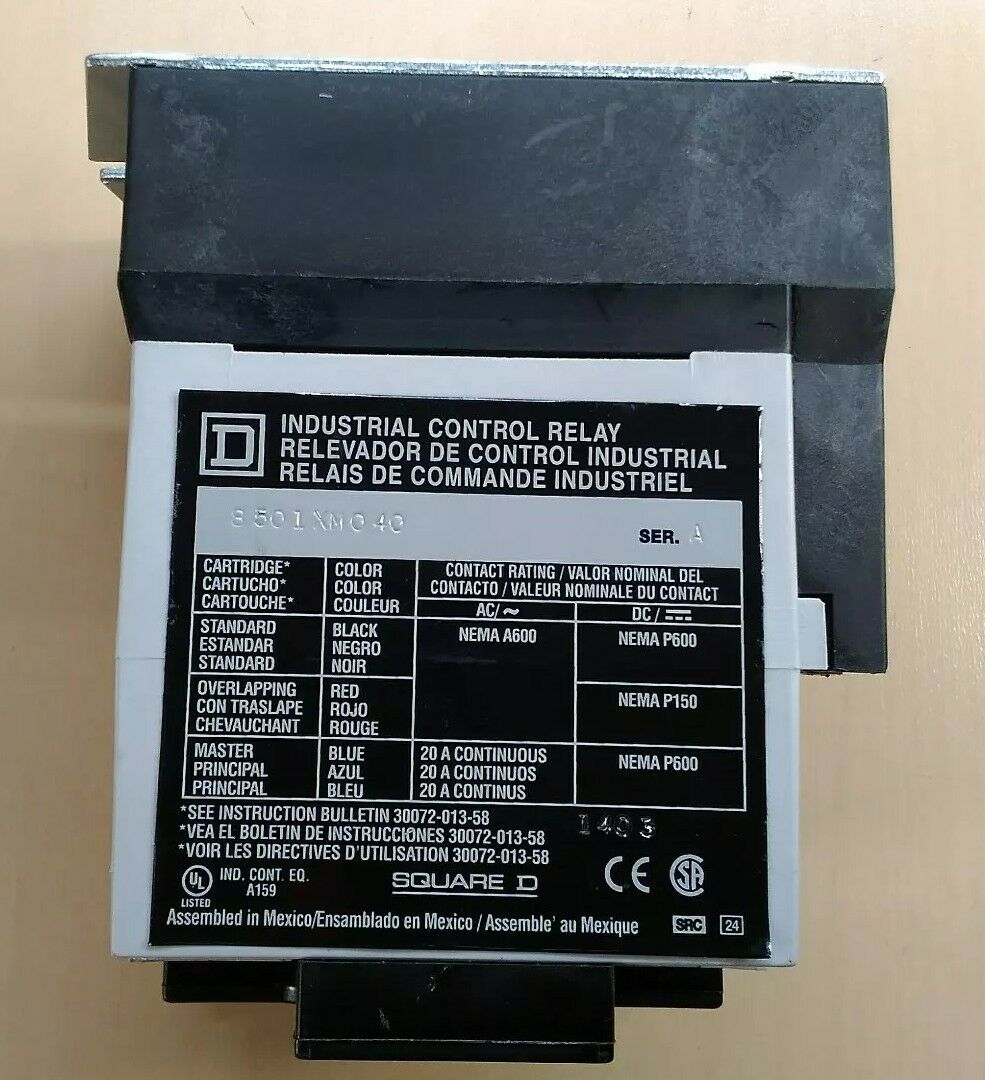 D
INDUSTRIAL CONTROL RELAY
RELEVADOR DE CONTROL INDUSTRIAL
RELAIS DE COMMANDE INDUSTRIEL
8501XMO40 SER. A
CARTRIDGE* COLOR CONTACT RATING / VALOR NOMINAL DEL
CARTUCHO* COLOR CONTACTO / VALEUR NOMINALE DU CONTACT
CARTOUCHE* COULEUR AC/~ DC/⎓
STANDARD BLACK NEMA A600 NEMA P600
ESTANDAR NEGRO
STANDARD NOIR
OVERLAPPING RED NEMA P150
CON TRASLAPE ROJO
CHEVAUCHANT ROUGE
MASTER BLUE 20 A CONTINUOUS NEMA P600
PRINCIPAL AZUL 20 A CONTINUOS
PRINCIPAL BLEU 20 A CONTINUS
*SEE INSTRUCTION BULLETIN 30072-013-58
*VEA EL BOLETIN DE INSTRUCCIONES 30072-013-58 1403
*VOIR LES DIRECTIVES D'UTILISATION 30072-013-58
UL LISTED IND. CONT. EQ. A159 SQUARE D CE SA
Assembled in Mexico/Ensamblado en Mexico / Assemble' au Mexique SRC 24